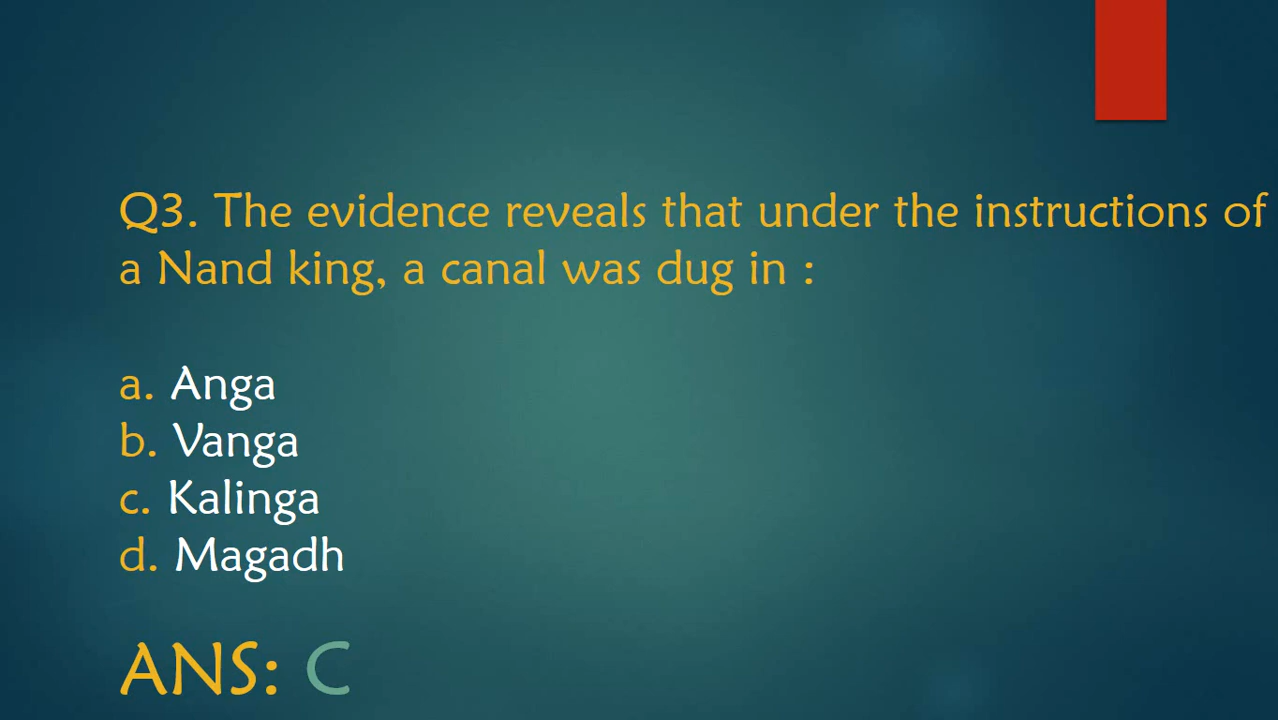 Q3. The evidence reveals that under the instructions of
a Nand king, a canal was dug in :
a. Anga
b. Vanga
c. Kalinga
d. Magadh
ANS: C